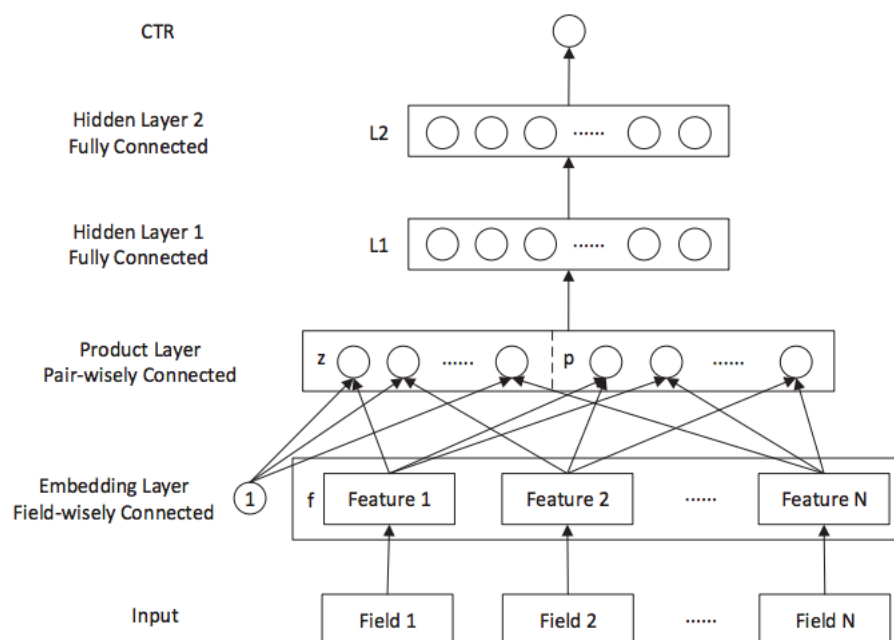 CTR
Hidden Layer 2
Fully Connected
L2
......
Hidden Layer 1
Fully Connected
L1
......
Product Layer
Pair-wisely Connected
z
......
p
......
Embedding Layer
Field-wisely Connected
1
f
Feature 1
Feature 2
......
Feature N
Input
Field 1
Field 2
......
Field N